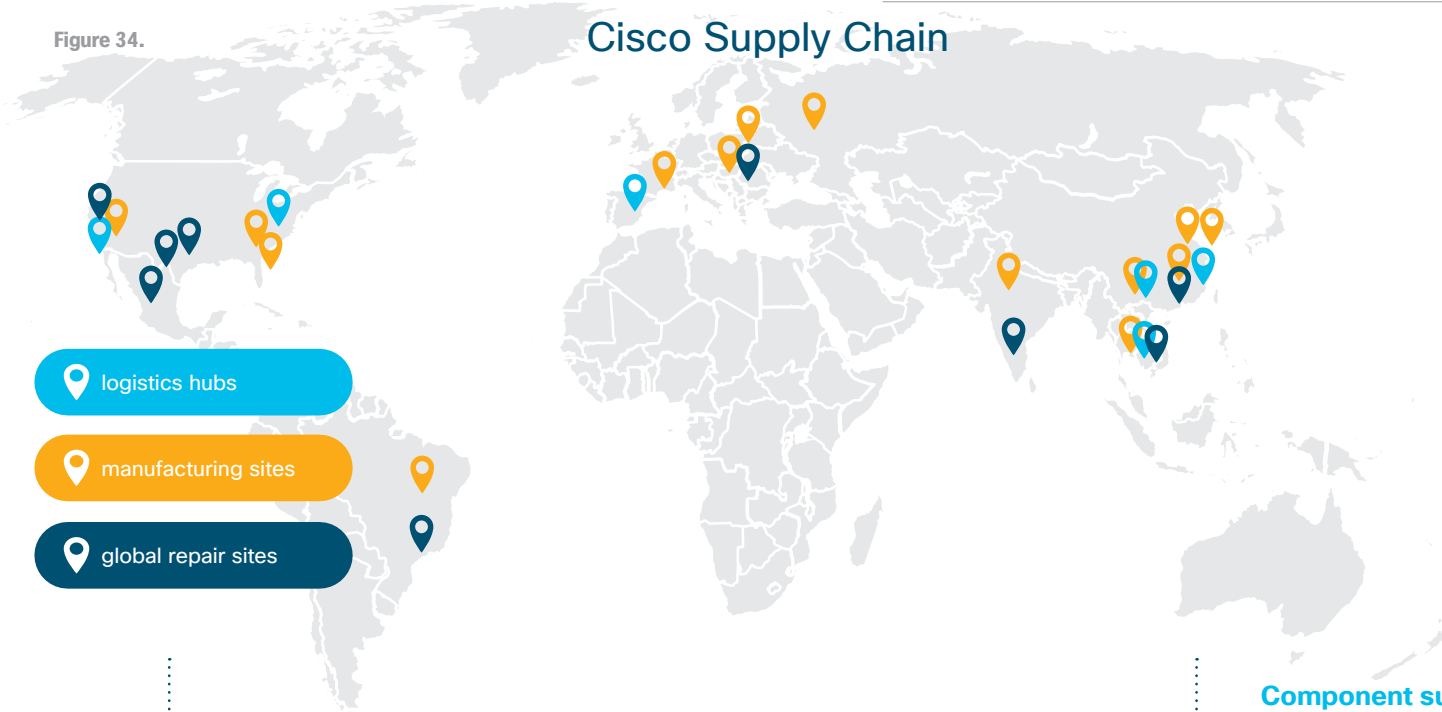 Figure 34.
Cisco Supply Chain
logistics hubs
manufacturing sites
global repair sites
Component su